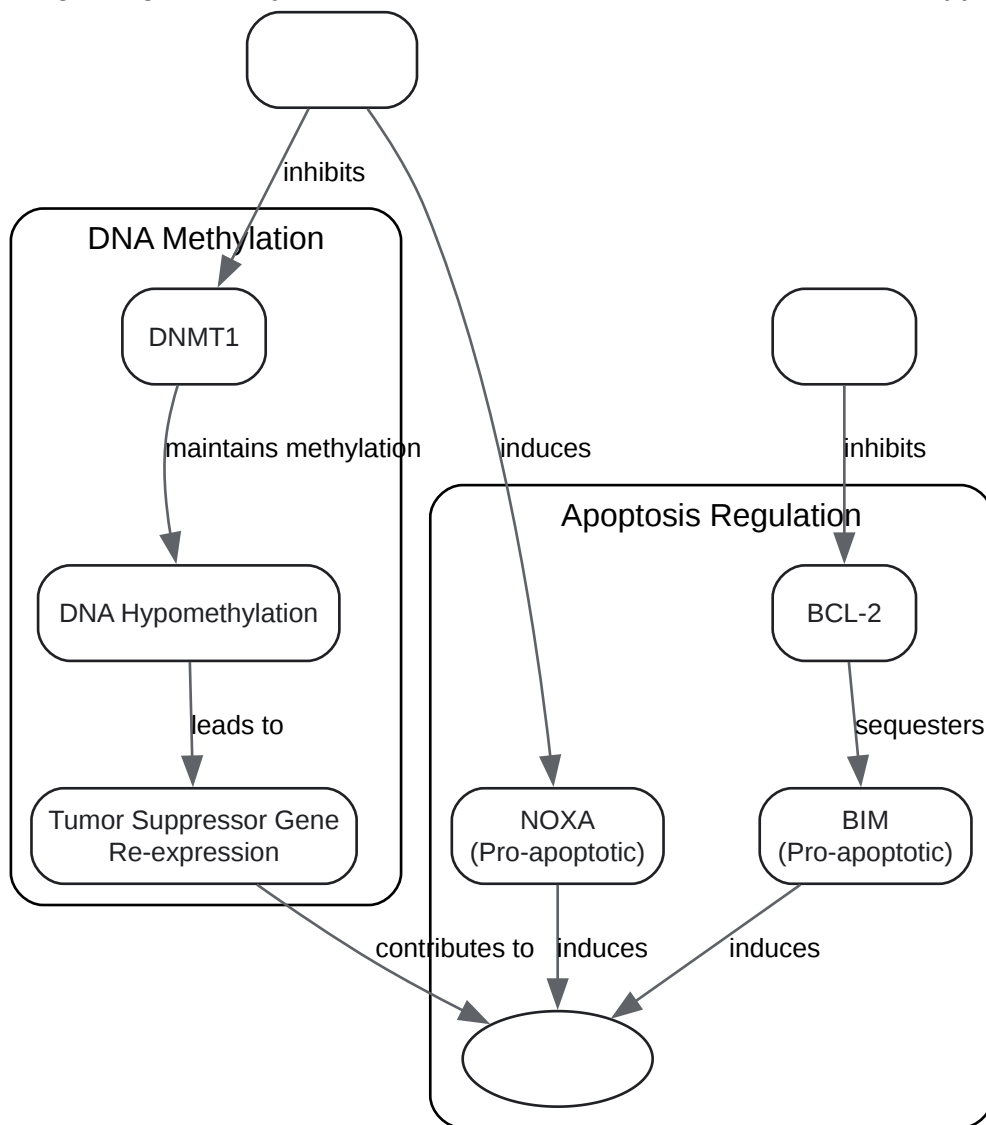 inhibits
DNA Methylation
DNMT1
maintains methylation
induces
inhibits
Apoptosis Regulation
DNA Hypomethylation
BCL-2
leads to
sequesters
Tumor Suppressor Gene
Re-expression
NOXA
(Pro-apoptotic)
BIM
(Pro-apoptotic)
contributes to
induces
induces